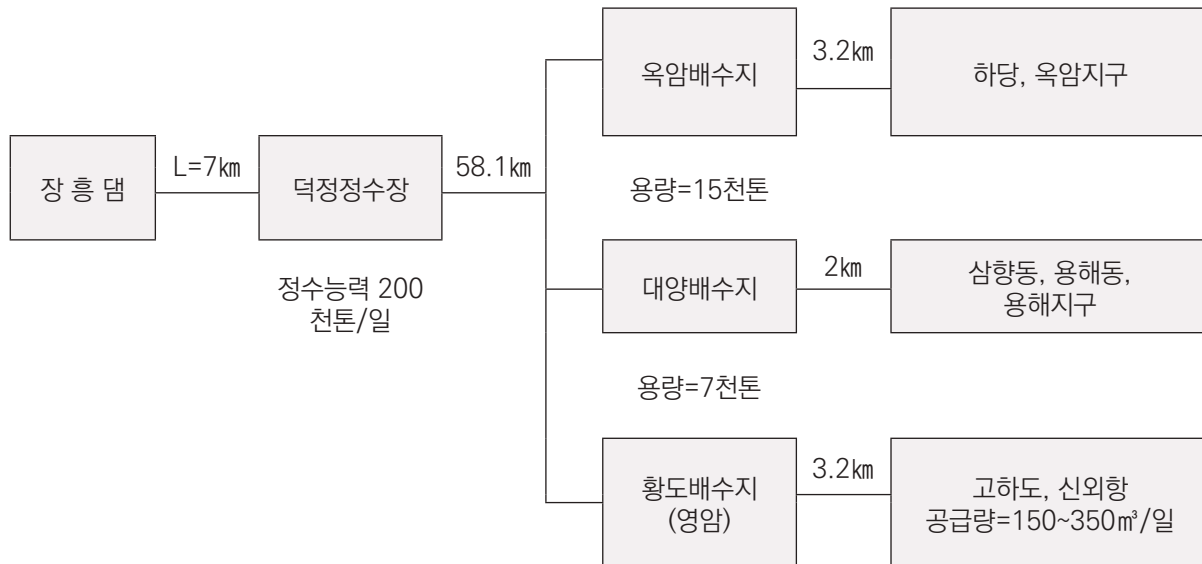 장 흥 댐
L=7㎞
덕정정수장
정수능력 200
천톤/일
58.1㎞
옥암배수지
3.2㎞
하당, 옥암지구
용량=15천톤
대양배수지
2㎞
삼향동, 용해동,
용해지구
용량=7천톤
황도배수지
(영암)
3.2㎞
고하도, 신외항
공급량=150~350㎥/일